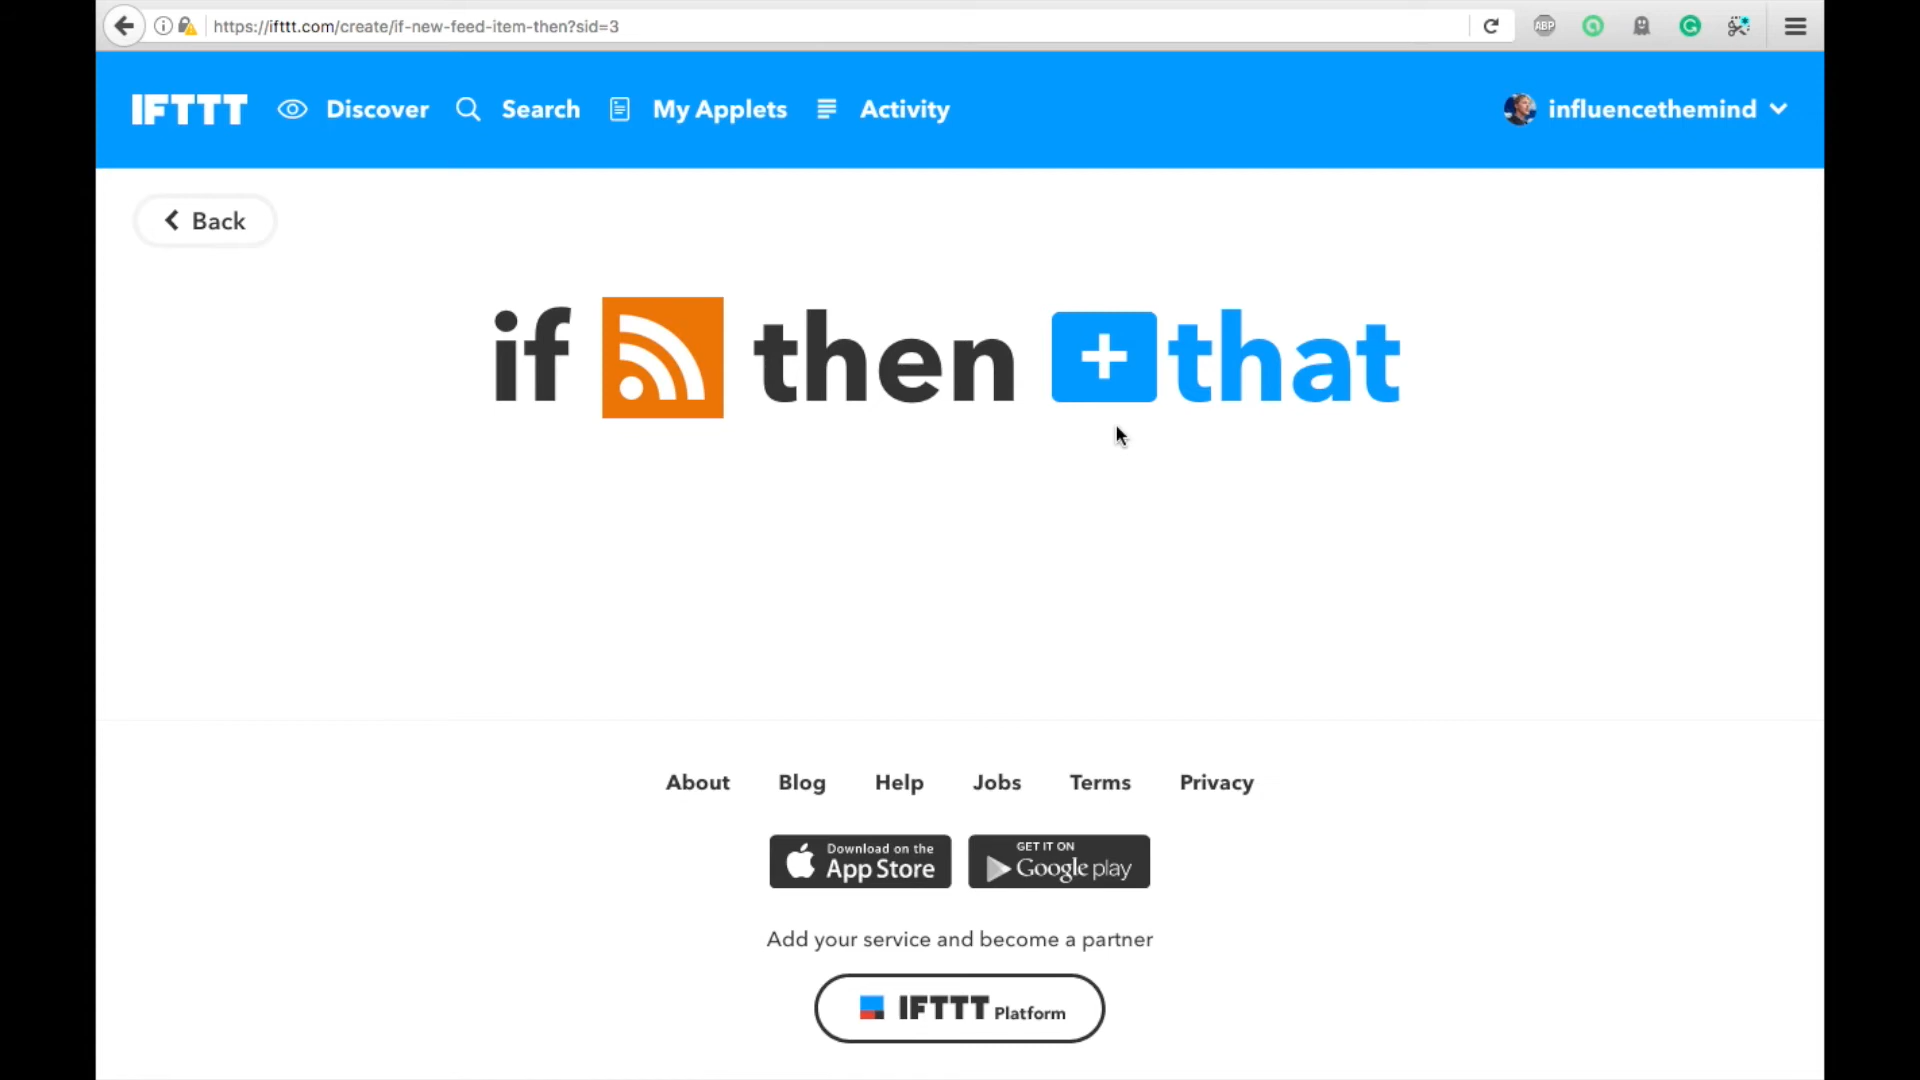 https://ifttt.com/create/if-new-feed-item-then?sid=3
ABP
IFTTT Discover Search My Applets Activity influencethemind
Back
if then + that
About Blog Help Jobs Terms Privacy
Download on the
App Store
GET IT ON
Google play
Add your service and become a partner
IFTTT Platform